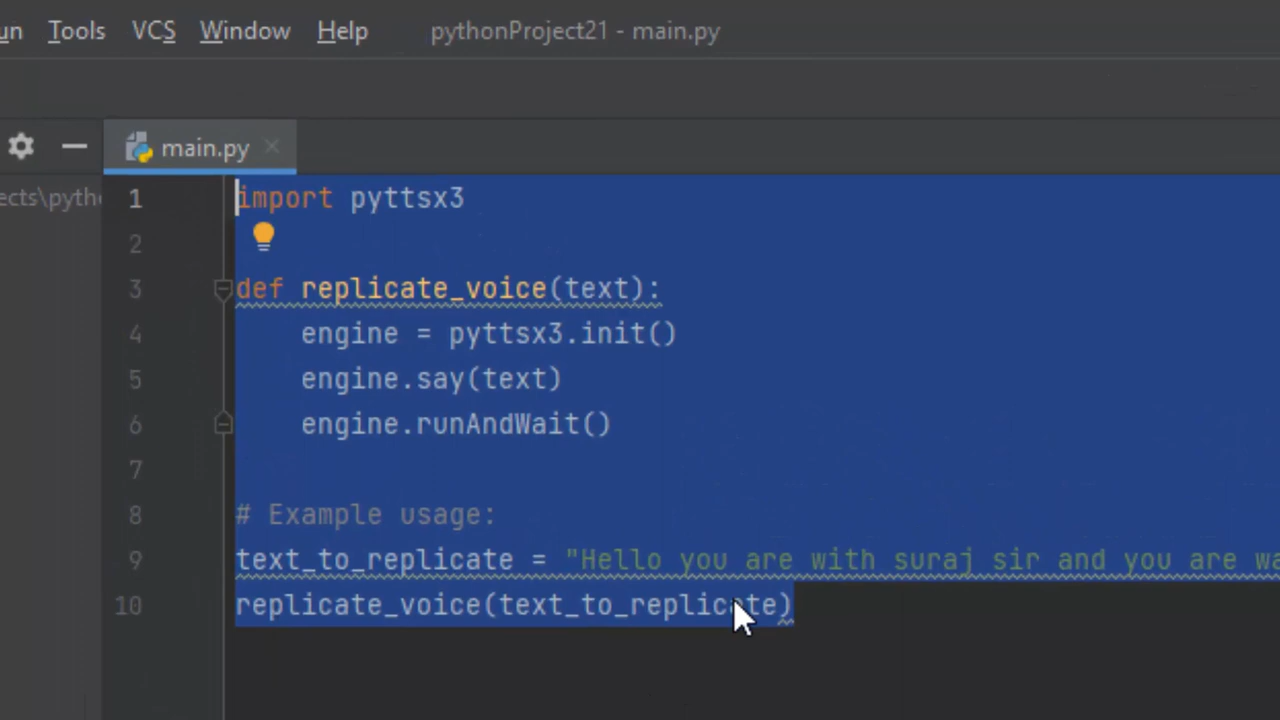 Tools VCS Window Help pythonProject21 - main.py
main.py
1 import pyttsx3
2
3 def replicate_voice(text):
4 engine = pyttsx3.init()
5 engine.say(text)
6 engine.runAndWait()
7
8 # Example usage:
9 text_to_replicate = "Hello you are with suraj sir and you are
10 replicate_voice(text_to_replicate)